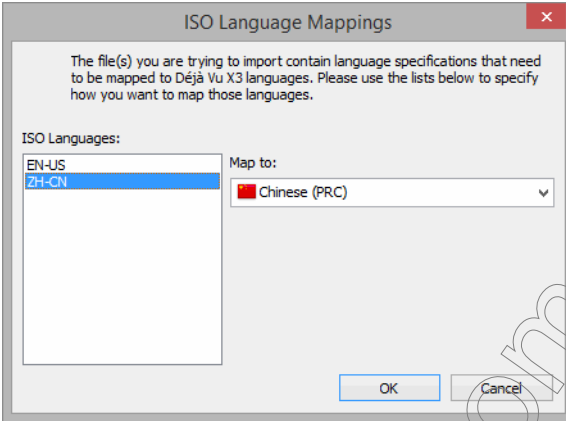 ISO Language Mappings
The file(s) you are trying to import contain language specifications that need
to be mapped to Déjà Vu X3 languages. Please use the lists below to specify
how you want to map those languages.
ISO Languages:
EN-US
ZH-CN
Map to:
Chinese (PRC)
OK
Cancel
om